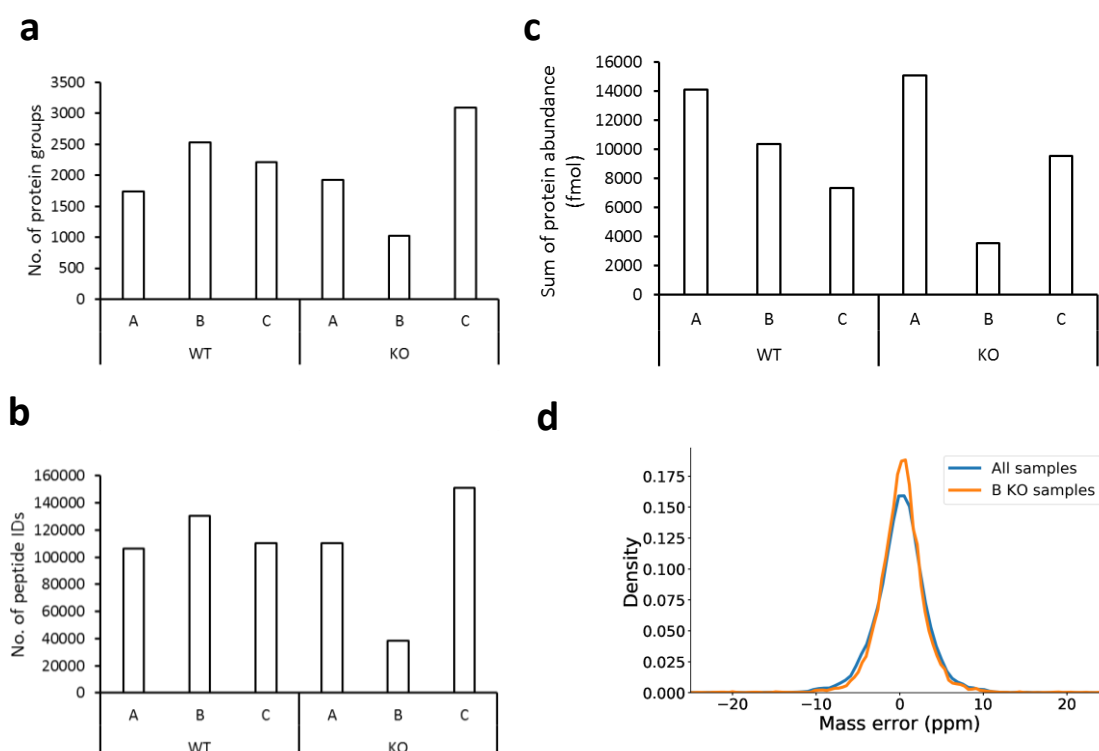 a
No. of protein groups
3500
3000
2500
2000
1500
1000
500
0
A B C A B C
WT KO
c
Sum of protein abundance
(fmol)
16000
14000
12000
10000
8000
6000
4000
2000
0
A B C A B C
WT KO
b
No. of peptide IDs
160000
140000
120000
100000
80000
60000
40000
20000
0
A B C A B C
WT KO
d
Density
0.175
0.150
0.125
0.100
0.075
0.050
0.025
0.000
All samples
B KO samples
−20 −10 0 10 20
Mass error (ppm)